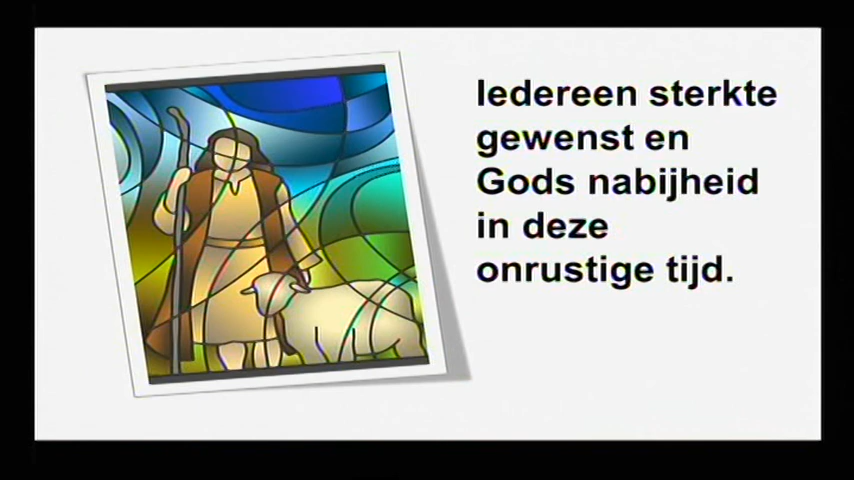 Iedereen sterkte
gewenst en
Gods nabijheid
in deze
onrustige tijd.